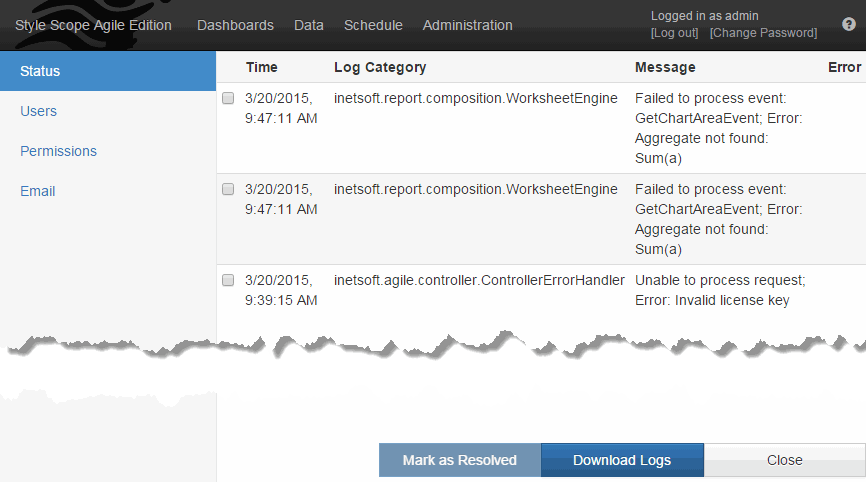 Style Scope Agile Edition Dashboards Data Schedule Administration
Logged in as admin
[Log out] [Change Password]
?
Status
Users
Permissions
Email
Time Log Category Message Error
3/20/2015, inetsoft.report.composition.WorksheetEngine Failed to process event:
9:47:11 AM GetChartAreaEvent; Error:
Aggregate not found:
Sum(a)
3/20/2015, inetsoft.report.composition.WorksheetEngine Failed to process event:
9:47:11 AM GetChartAreaEvent; Error:
Aggregate not found:
Sum(a)
3/20/2015, inetsoft.agile.controller.ControllerErrorHandler Unable to process request;
9:39:15 AM Error: Invalid license key
Mark as Resolved Download Logs Close